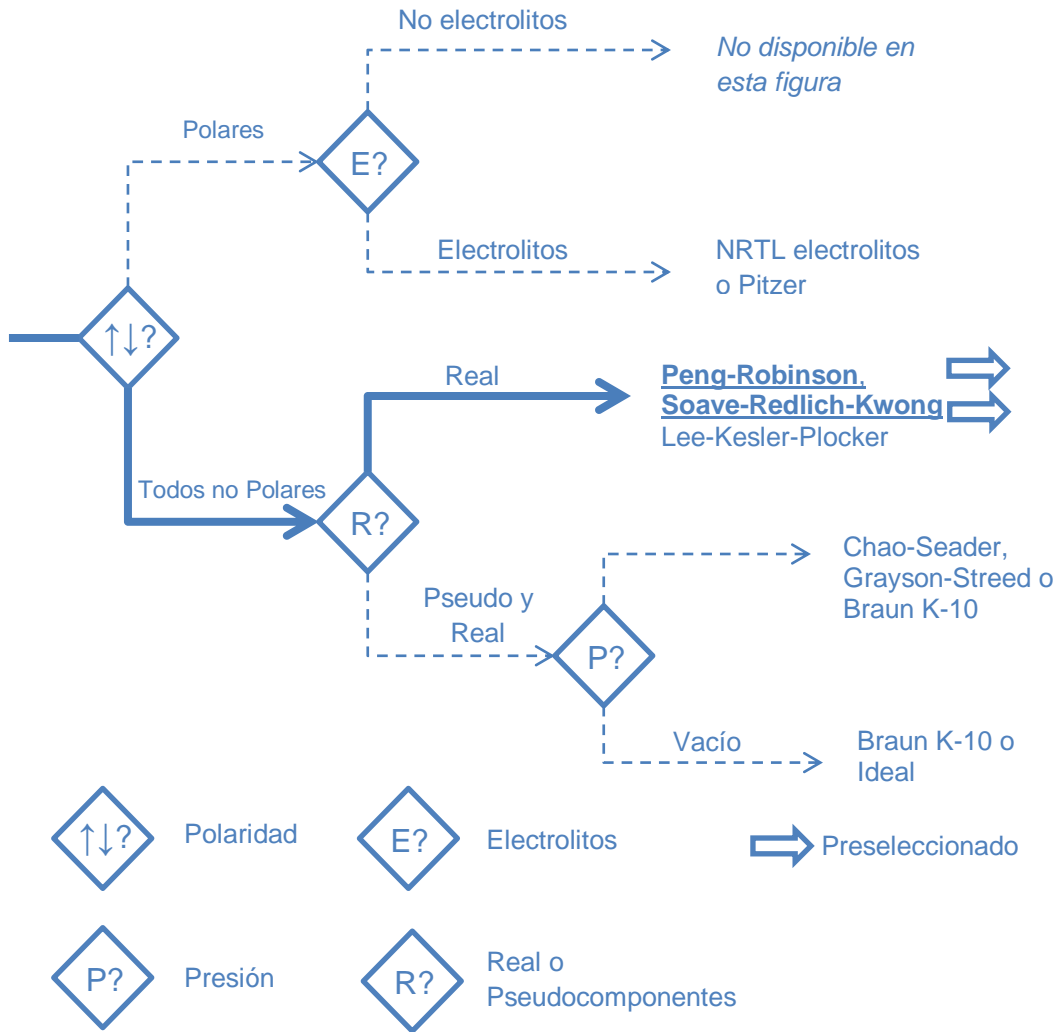 No electrolitos
No disponible en
esta figura
Polares
E?
Electrolitos
NRTL electrolitos
o Pitzer
↑↓?
Real
Peng-Robinson,
Soave-Redlich-Kwong
Lee-Kesler-Plocker
Todos no Polares
R?
Chao-Seader,
Grayson-Streed o
Braun K-10
Pseudo y
Real
P?
Vacío
Braun K-10 o
Ideal
↑↓?
Polaridad
E?
Electrolitos
Preseleccionado
P?
Presión
R?
Real o
Pseudocomponentes